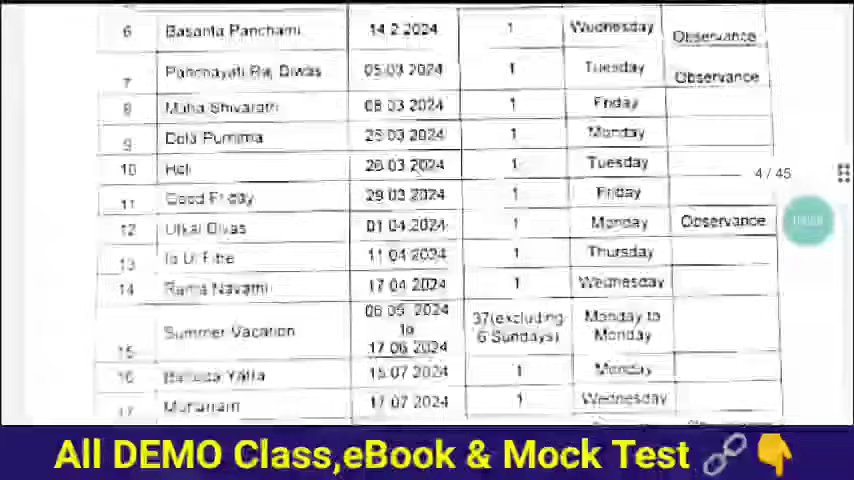 6 Basanta Panchami 14 2 2024 1 Wednesday Observance
7 Panchayati Raj Diwas 05 03 2024 1 Tuesday Observance
8 Maha Shivaratri 08 03 2024 1 Friday
9 Dola Purnima 25 03 2024 1 Monday
10 Holi 26 03 2024 1 Tuesday
4 / 45
11 Good Friday 29 03 2024 1 Friday
12 Utkal Divas 01 04 2024 1 Monday Observance
13 11 04 2024 1 Thursday
14 Rama Navami 17 04 2024 1 Wednesday
15 Summer Vacation 06 05 2024 to 17 06 2024 37(excluding 6 Sundays) Monday to Monday
16 15 07 2024 1 Monday
17 Muharram 17 07 2024 1 Wednesday
All DEMO Class,eBook & Mock Test